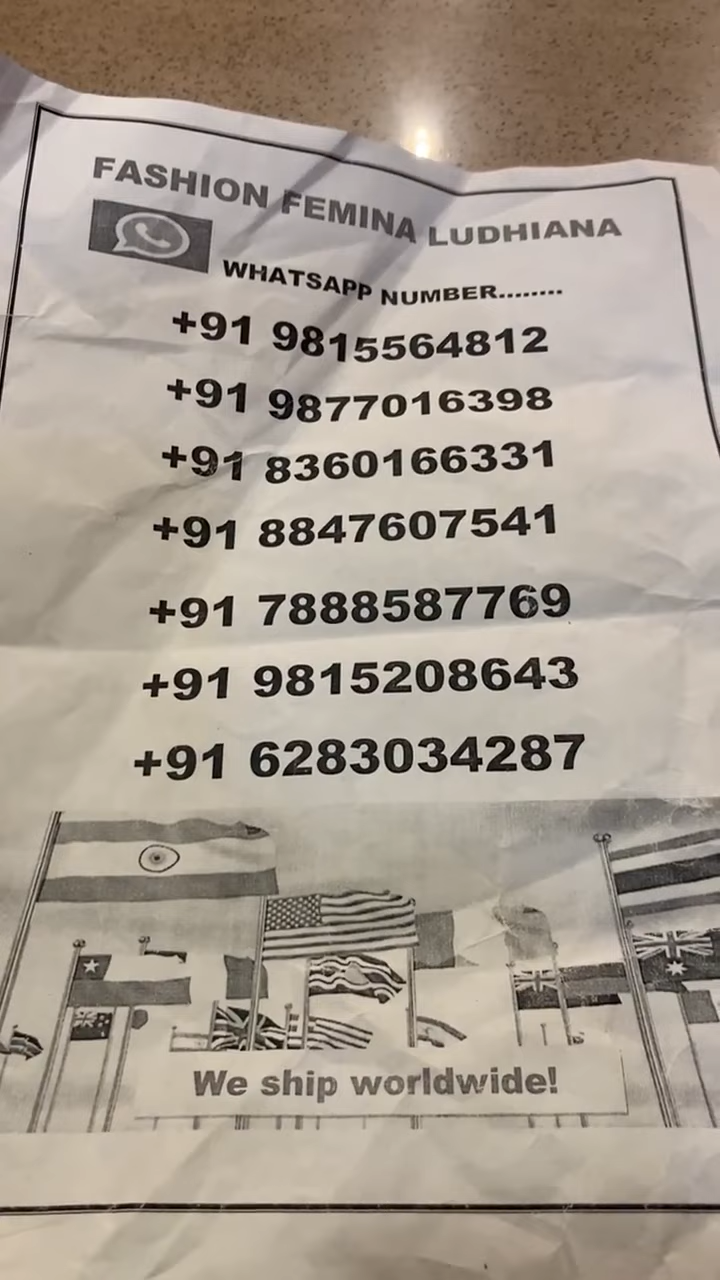 FASHION FEMINA LUDHIANA
WHATSAPP NUMBER........
+91 9815564812
+91 9877016398
+91 8360166331
+91 8847607541
+91 7888587769
+91 9815208643
+91 6283034287
We ship worldwide!